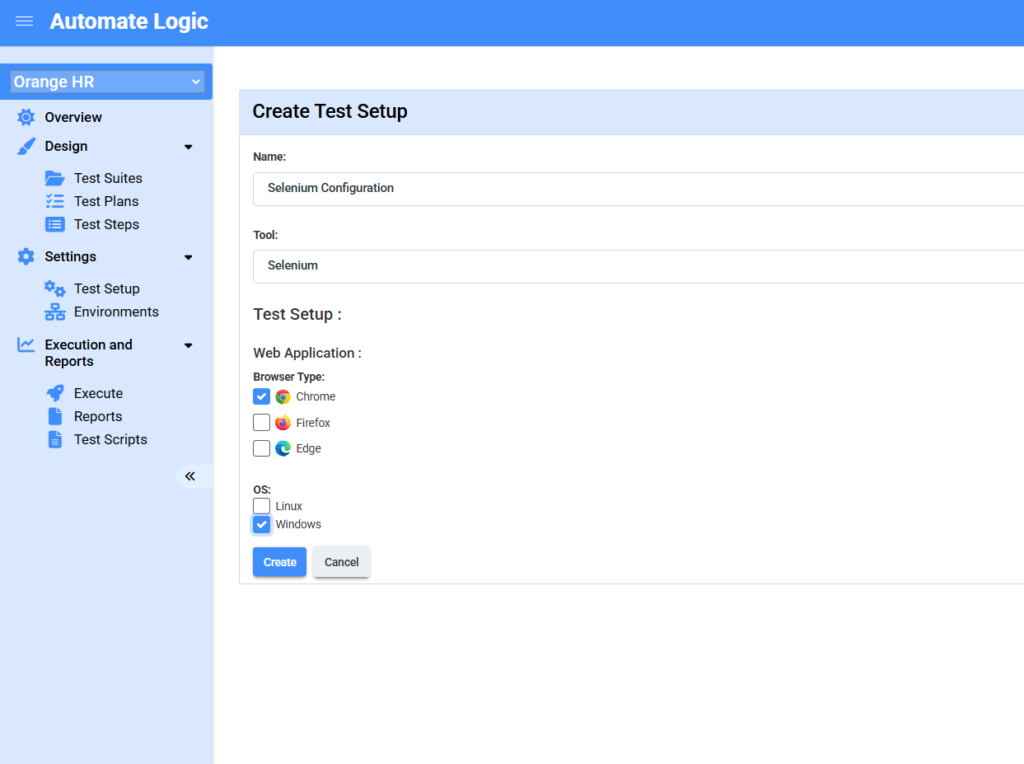 Automate Logic
Orange HR
Overview
Design
Test Suites
Test Plans
Test Steps
Settings
Test Setup
Environments
Execution and
Reports
Execute
Reports
Test Scripts
Create Test Setup
Name:
Selenium Configuration
Tool:
Selenium
Test Setup :
Web Application :
Browser Type:
Chrome
Firefox
Edge
OS:
Linux
Windows
Create Cancel